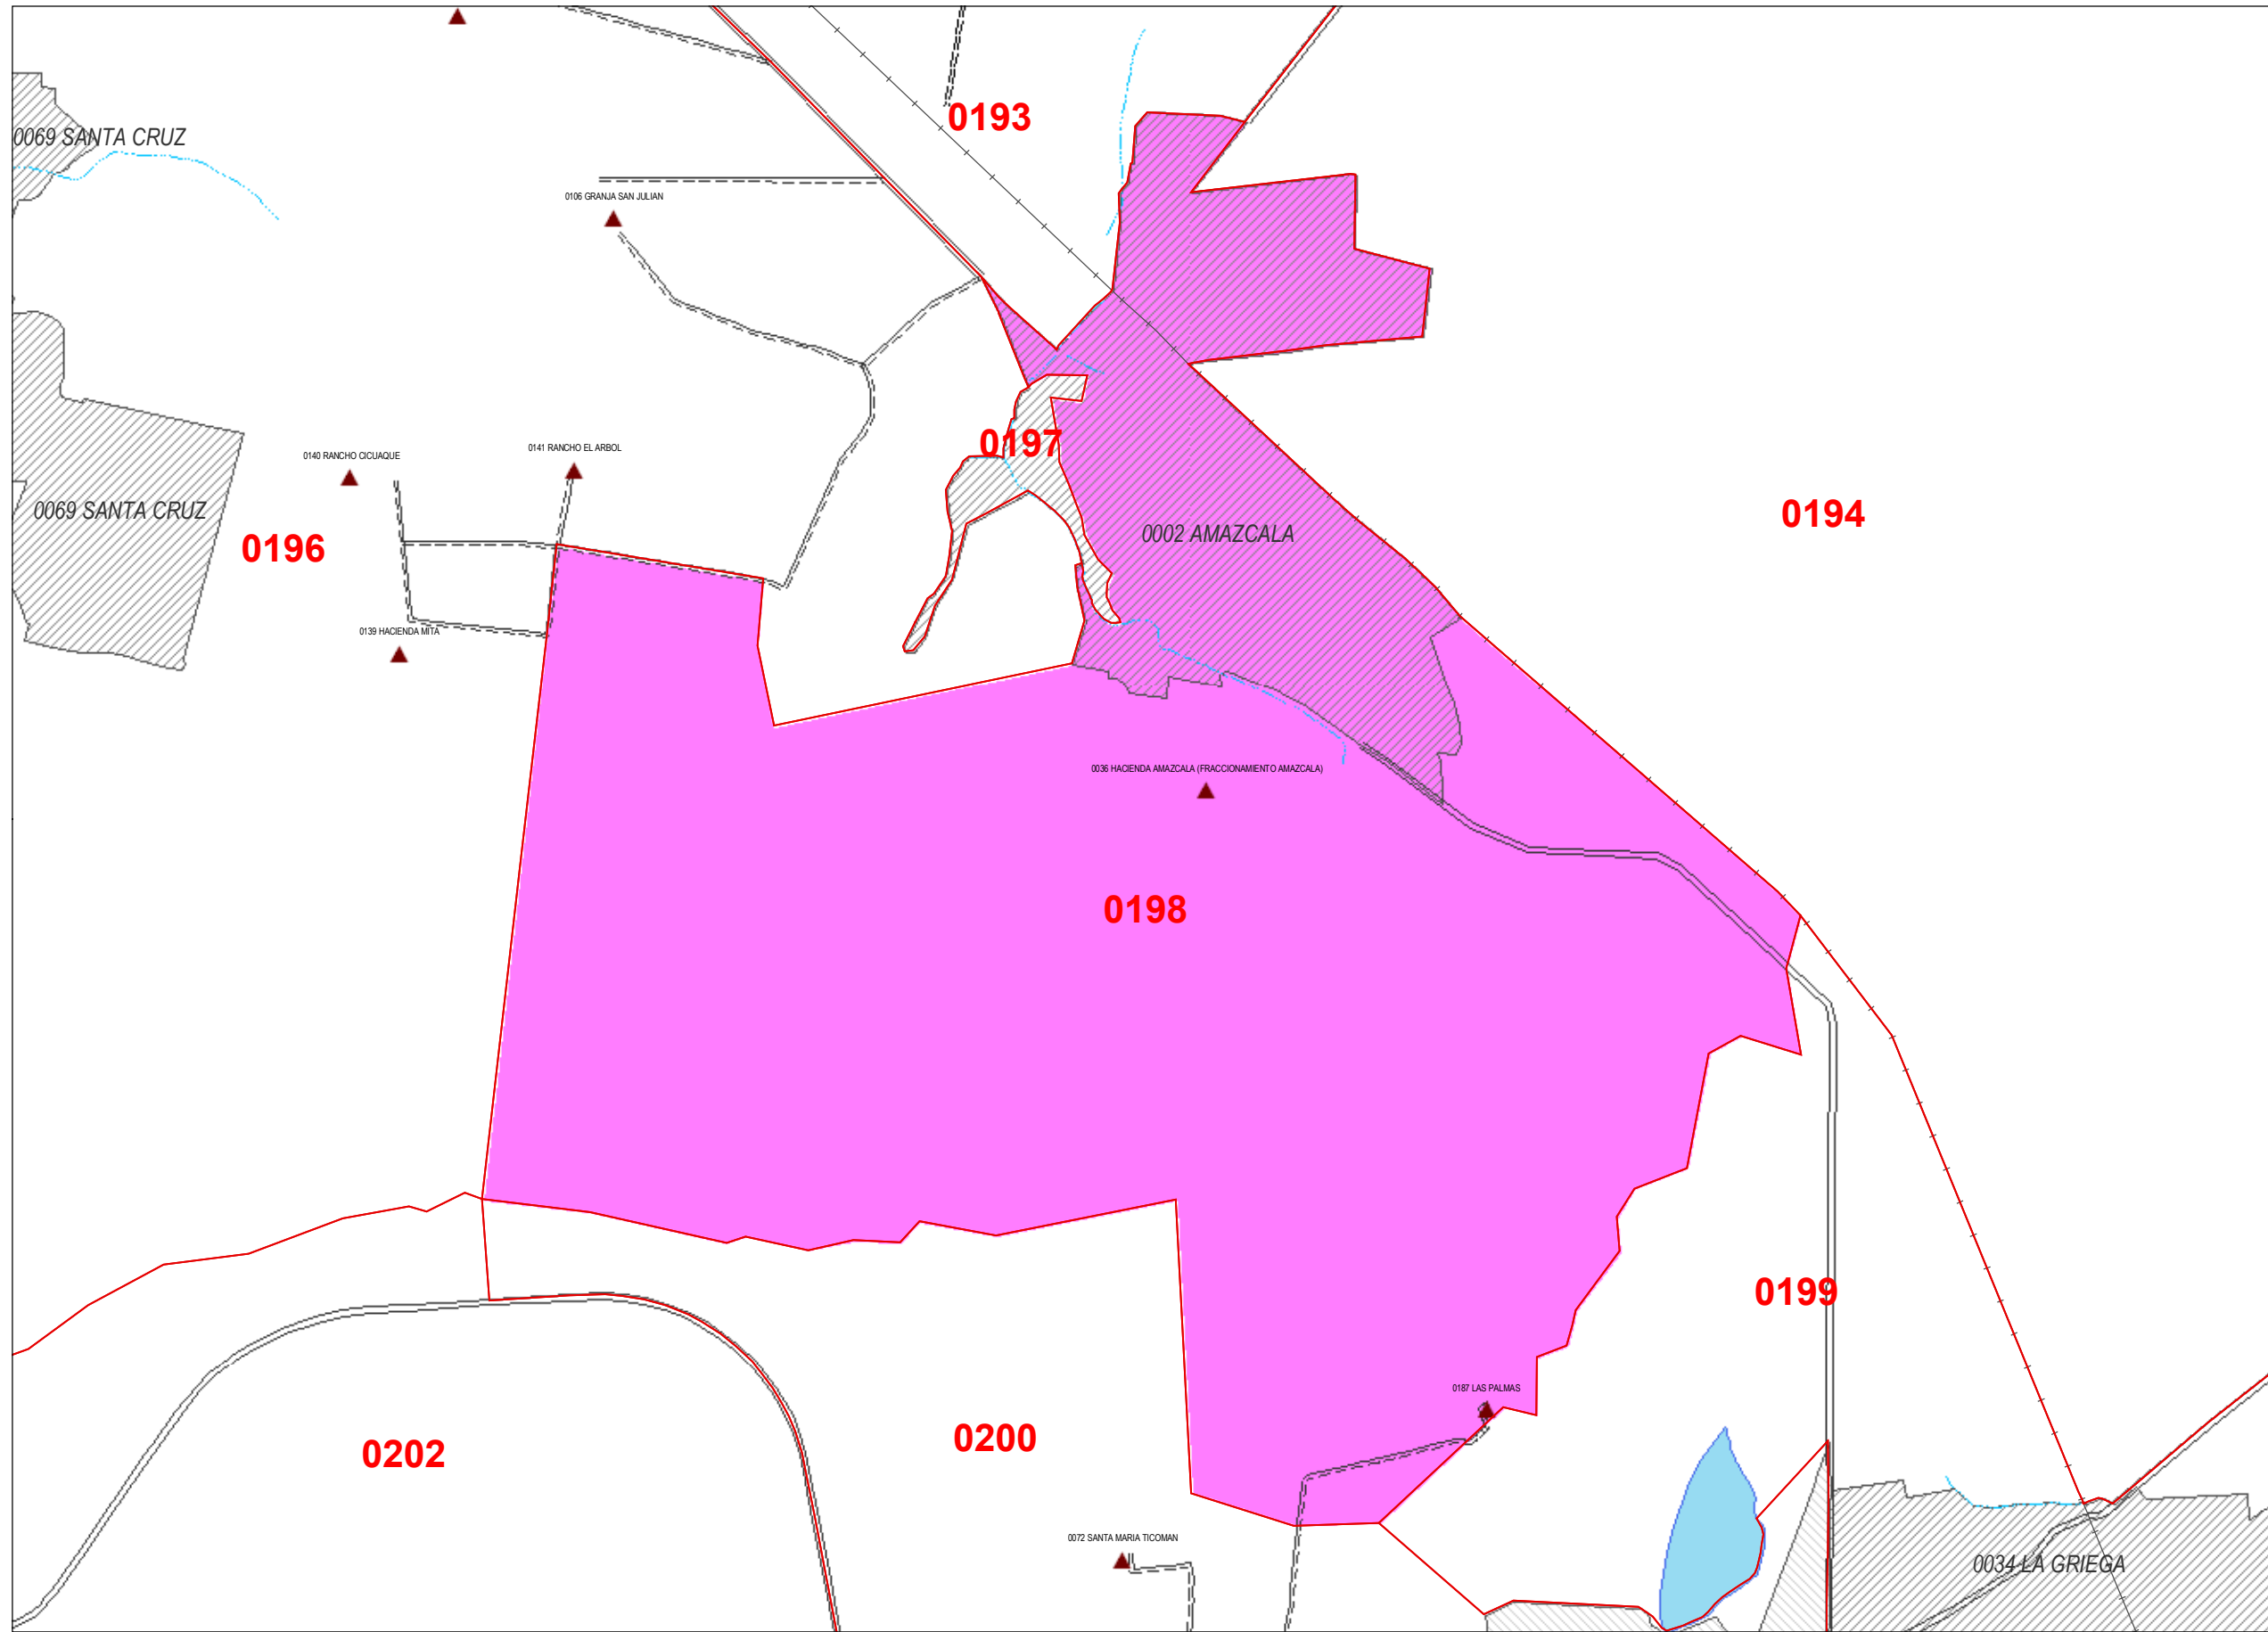 0193
0069 SANTA CRUZ
0106 GRANJA SAN JULIAN
0197
0141 RANCHO EL ARBOL
0140 RANCHO CICUAQUE
0069 SANTA CRUZ
0194
0002 AMAZCALA
0196
0139 HACIENDA MITA
0036 HACIENDA AMAZCALA (FRACCIONAMIENTO AMAZCALA)
0198
0199
0187 LAS PALMAS
0200
0202
0072 SANTA MARIA TICOMAN
0034 LA GRIEGA